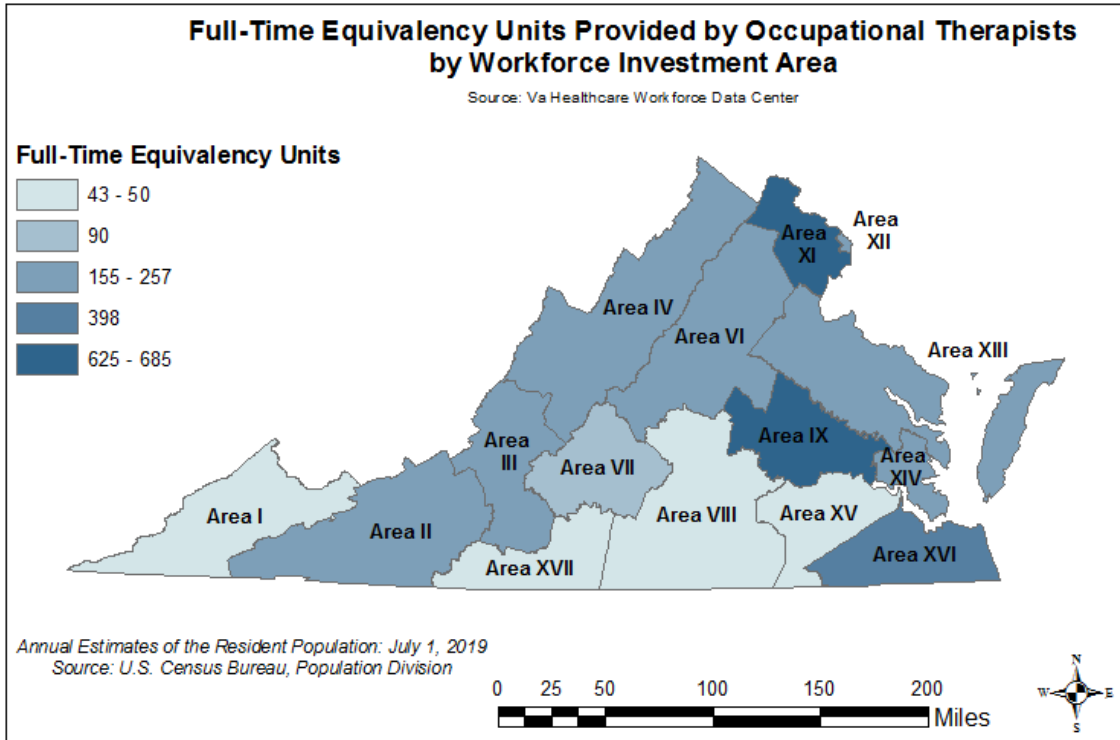 Full-Time Equivalency Units Provided by Occupational Therapists
by Workforce Investment Area
Source: Va Healthcare Workforce Data Center
Full-Time Equivalency Units
43 - 50
90
155 - 257
398
625 - 685
Area
XII
Area
XI
Area IV
Area VI
Area XIII
Area IX
Area
III
Area VII
Area
XIV
Area I
Area VIII
Area XV
Area II
Area XVI
Area XVII
Annual Estimates of the Resident Population: July 1, 2019
Source: U.S. Census Bureau, Population Division
0 25 50 100 150 200
Miles
N
W E
S